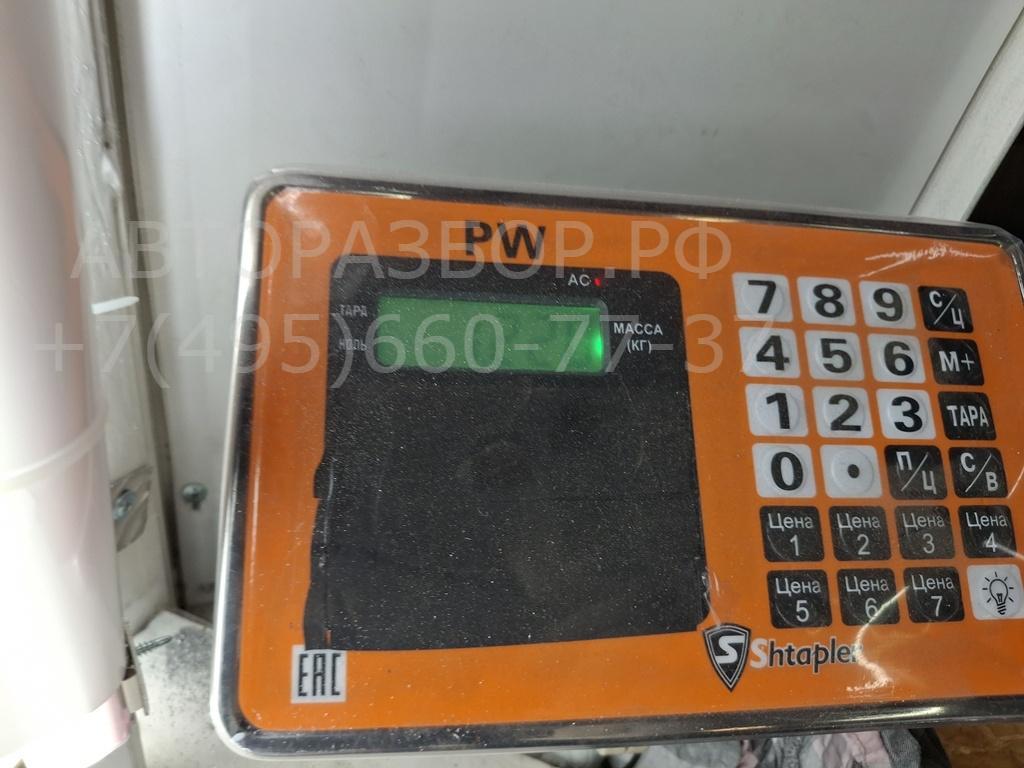 PW
АВТОРАЗБОР.РФ
+7(495)660-77-37
AC
ТАРА
НОЛЬ
МАССА
(КГ)
7 8 9 С/Ц
4 5 6 М+
1 2 3 ТАРА
0 . П/Ц С/В
Цена 1 Цена 2 Цена 3 Цена 4
Цена 5 Цена 6 Цена 7
S Shtapler
EAC